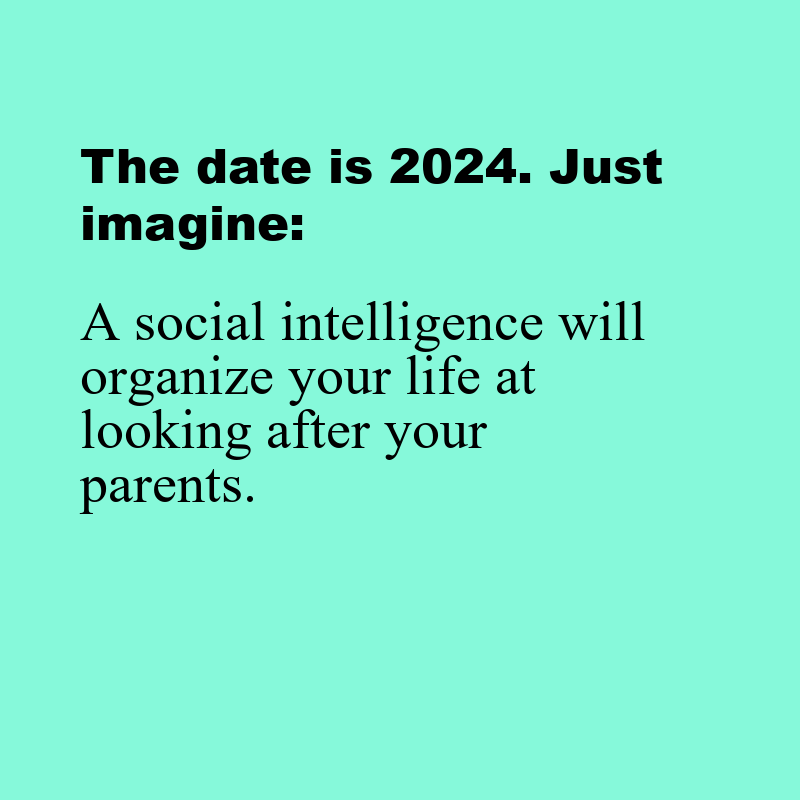 The date is 2024. Just
imagine:
A social intelligence will
organize your life at
looking after your
parents.